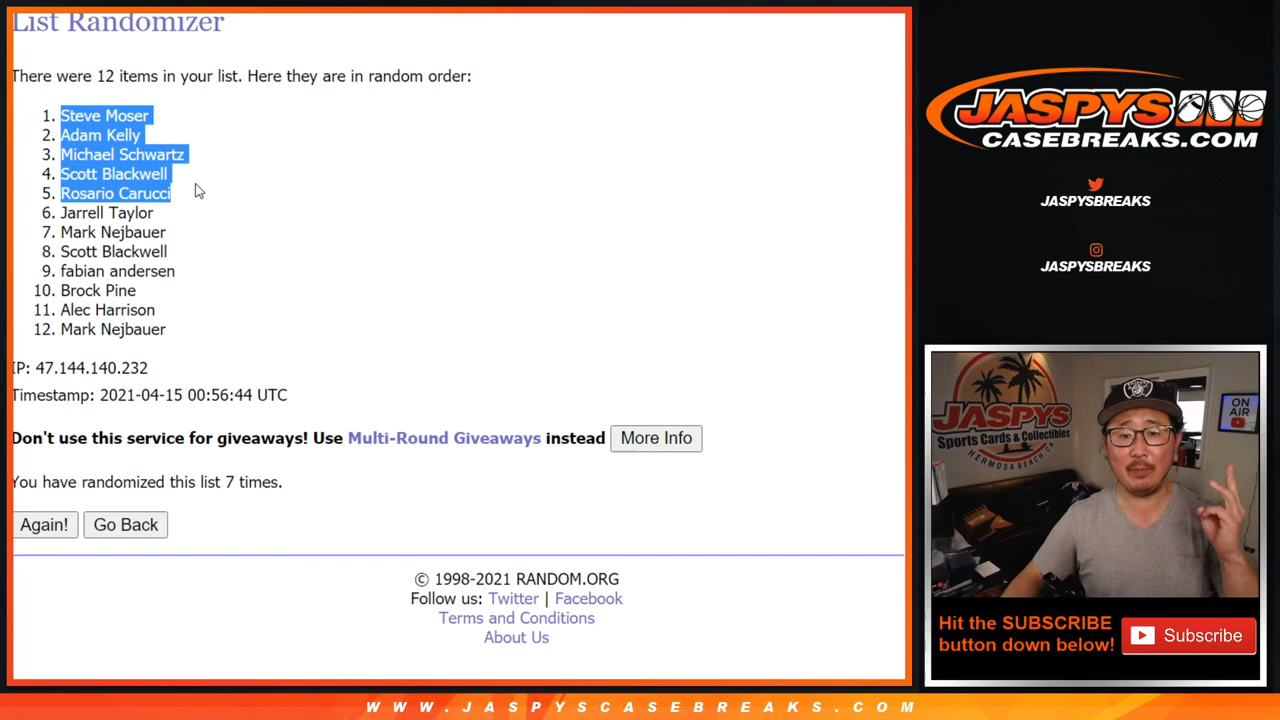 List Randomizer
There were 12 items in your list. Here they are in random order:
1. Steve Moser
2. Adam Kelly
3. Michael Schwartz
4. Scott Blackwell
5. Rosario Carucci
6. Jarrell Taylor
7. Mark Nejbauer
8. Scott Blackwell
9. fabian andersen
10. Brock Pine
11. Alec Harrison
12. Mark Nejbauer
IP: 47.144.140.232
Timestamp: 2021-04-15 00:56:44 UTC
Don't use this service for giveaways! Use Multi-Round Giveaways instead More Info
You have randomized this list 7 times.
Again! Go Back
© 1998-2021 RANDOM.ORG
Follow us: Twitter | Facebook
Terms and Conditions
About Us
JASPYS
CASEBREAKS.COM
JASPYSBREAKS
JASPYSBREAKS
JASPYS
Sports Cards & Collectibles
HERMOSA BEACH, CA
ON
AIR
Hit the SUBSCRIBE
button down below!
Subscribe
WWW.JASPYSCASEBREAKS.COM